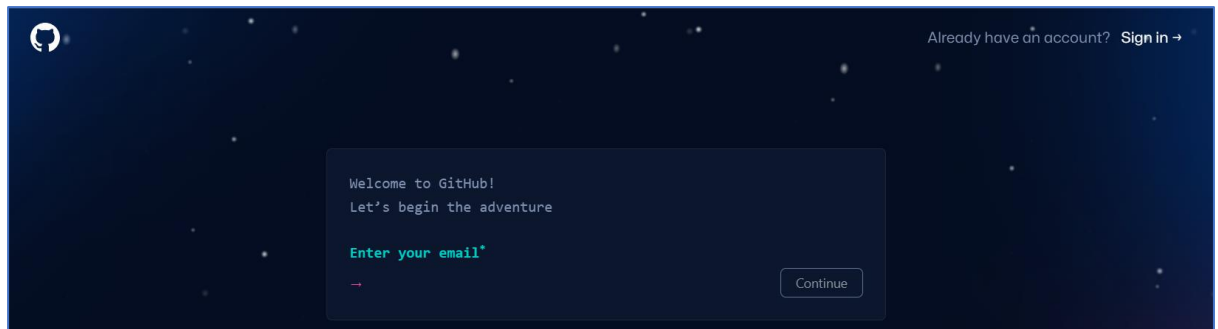 Already have an account? Sign in →
Welcome to GitHub!
Let’s begin the adventure
Enter your email*
→
Continue